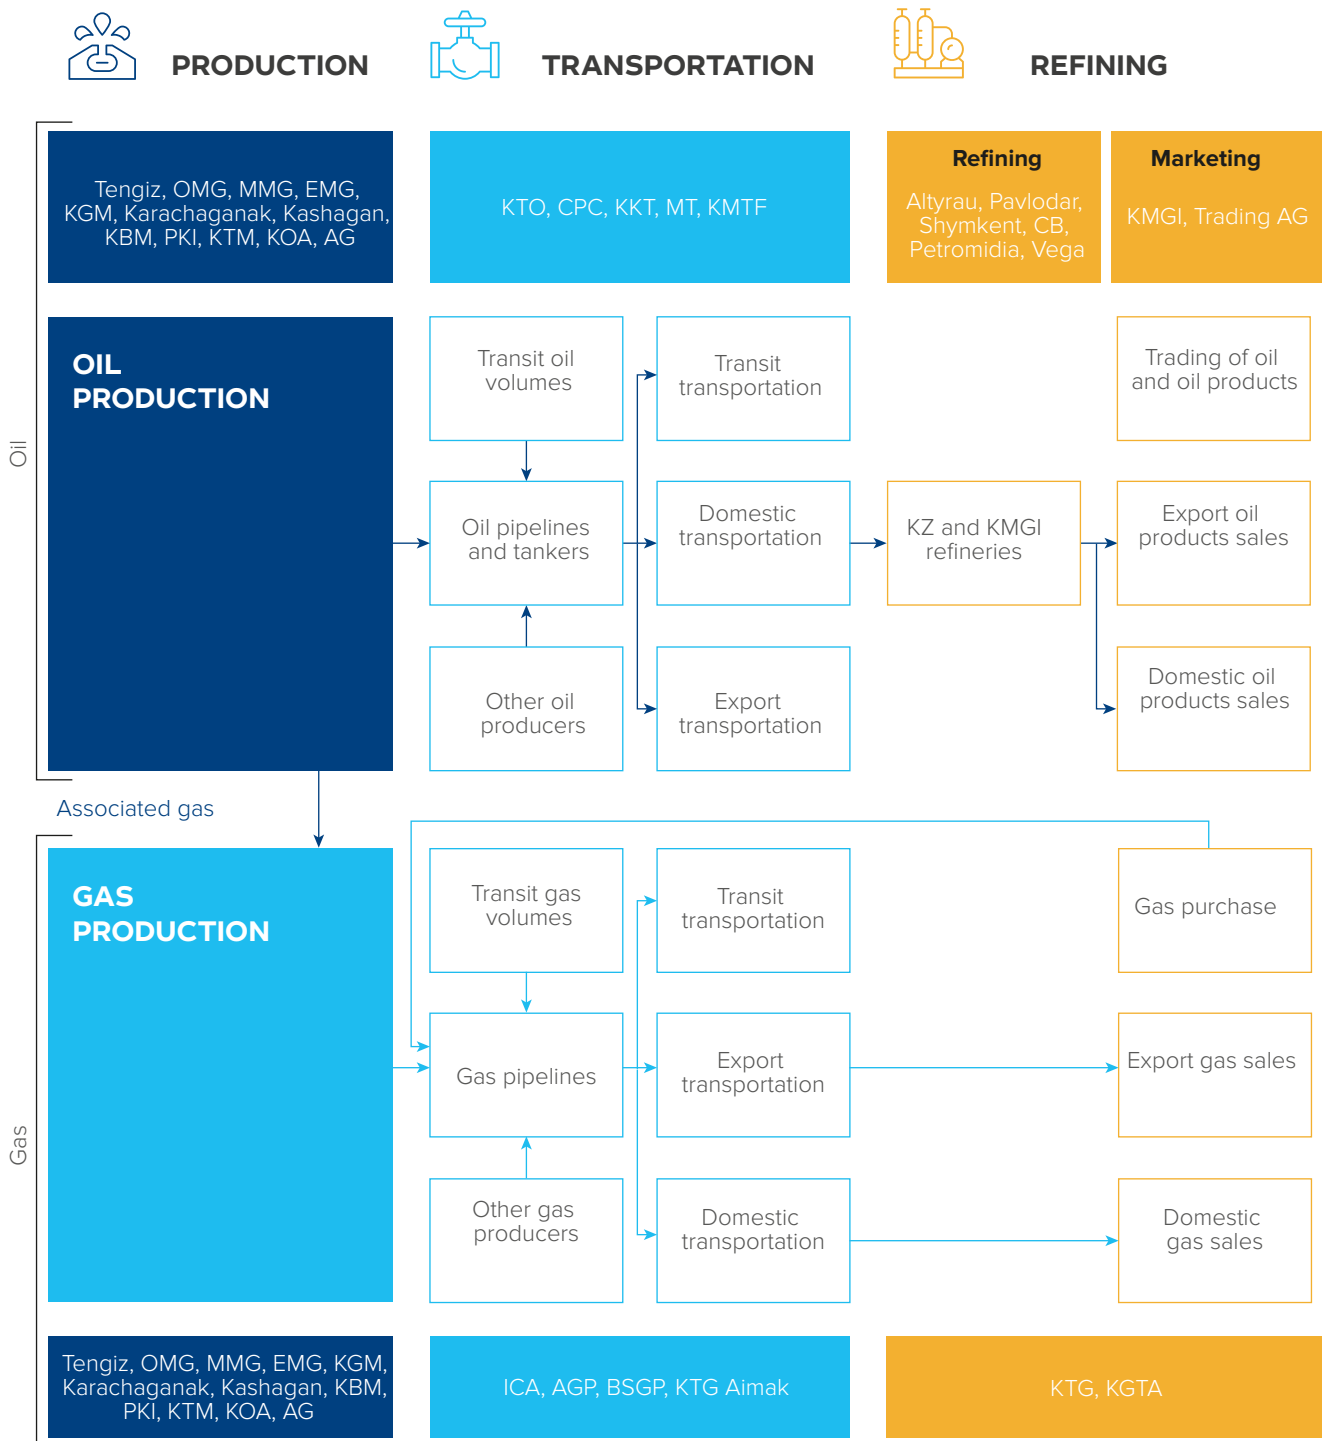 PRODUCTION
TRANSPORTATION
REFINING
Oil
Tengiz, OMG, MMG, EMG,
KGM, Karachaganak, Kashagan,
KBM, PKI, KTM, KOA, AG
KTO, CPC, KKT, MT, KMTF
Refining
Altyrau, Pavlodar,
Shymkent, CB,
Petromidia, Vega
Marketing
KMGI, Trading AG
OIL
PRODUCTION
Transit oil
volumes
Transit
transportation
Trading of oil
and oil products
Oil pipelines
and tankers
Domestic
transportation
KZ and KMGI
refineries
Export oil
products sales
Other oil
producers
Export
transportation
Domestic oil
products sales
Associated gas
Gas
GAS
PRODUCTION
Transit gas
volumes
Transit
transportation
Gas purchase
Gas pipelines
Export
transportation
Export gas sales
Other gas
producers
Domestic
transportation
Domestic
gas sales
Tengiz, OMG, MMG, EMG, KGM,
Karachaganak, Kashagan, KBM,
PKI, KTM, KOA, AG
ICA, AGP, BSGP, KTG Aimak
KTG, KGTA